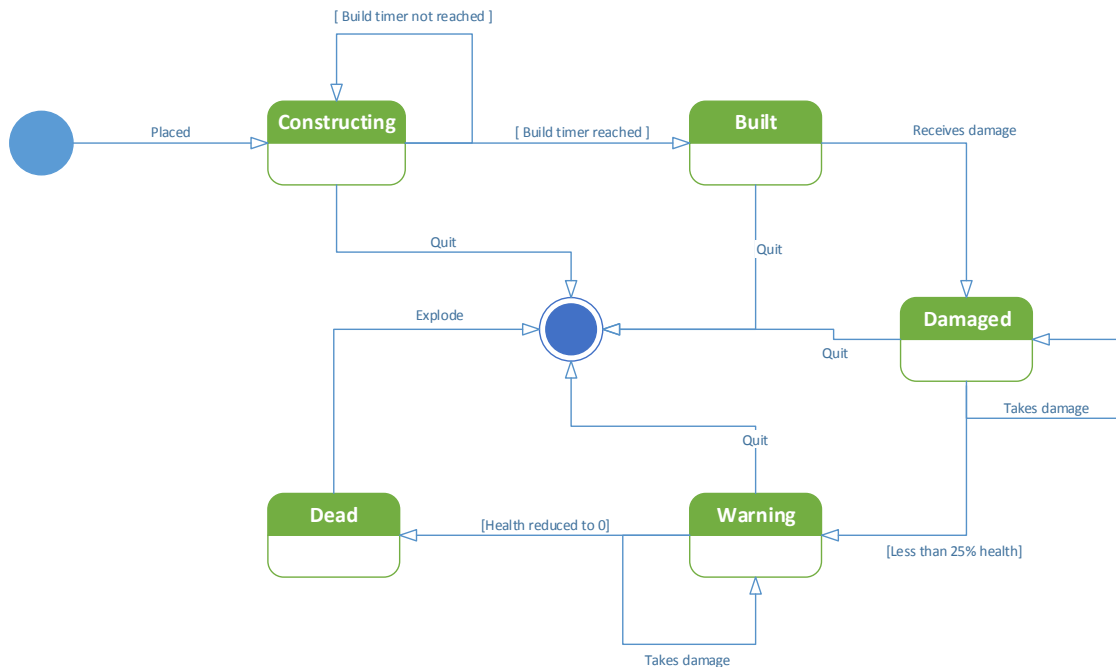 [ Build timer not reached ]
Placed
Constructing
[ Build timer reached ]
Built
Receives damage
Quit
Quit
Explode
Damaged
Quit
Takes damage
Quit
Dead
[Health reduced to 0]
Warning
[Less than 25% health]
Takes damage